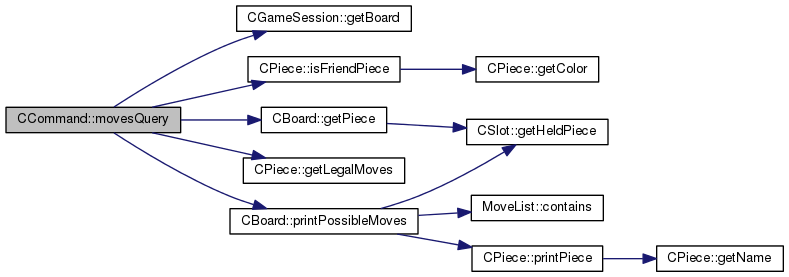 CGameSession::getBoard
CPiece::isFriendPiece
CPiece::getColor
CCommand::movesQuery
CBoard::getPiece
CSlot::getHeldPiece
CPiece::getLegalMoves
CBoard::printPossibleMoves
MoveList::contains
CPiece::printPiece
CPiece::getName